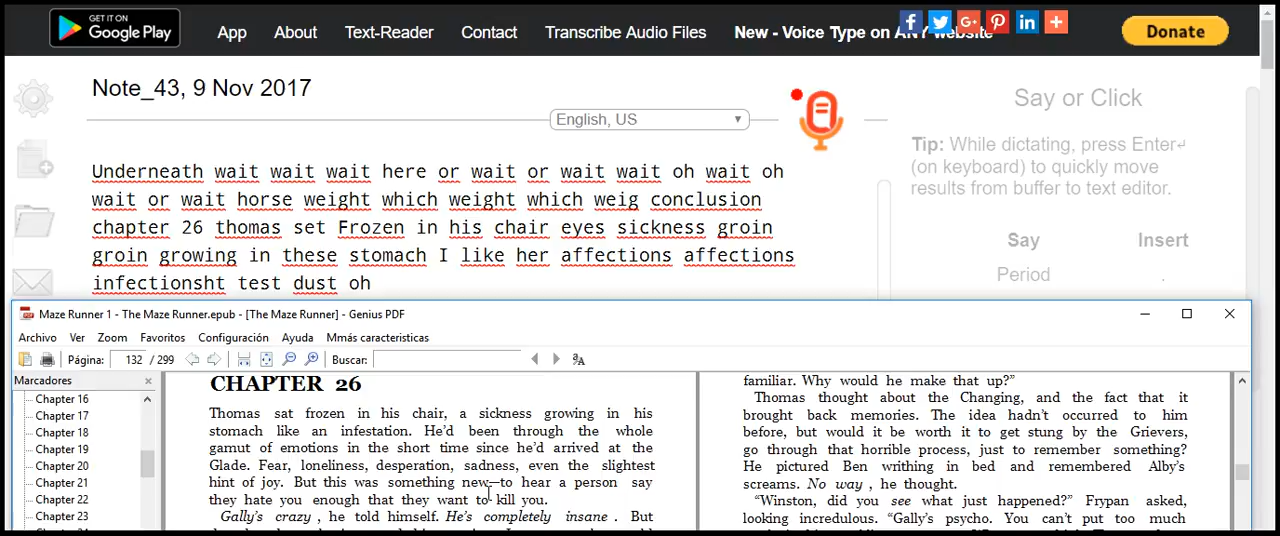 GET IT ON
Google Play
App
About
Text-Reader
Contact
Transcribe Audio Files
New - Voice Type on ANY website
Donate
Note_43, 9 Nov 2017
English, US
Underneath wait wait wait here or wait or wait wait oh wait oh
wait or wait horse weight which weight which weig conclusion
chapter 26 thomas set Frozen in his chair eyes sickness groin
groin growing in these stomach I like her affections affections
infectionsht test dust oh
Say or Click
Tip: While dictating, press Enter↵
(on keyboard) to quickly move
results from buffer to text editor.
Say Insert
Period .
Maze Runner 1 - The Maze Runner.epub - [The Maze Runner] - Genius PDF
Archivo Ver Zoom Favoritos Configuración Ayuda Mmás caracteristicas
Página: 132 / 299 Buscar:
Marcadores
Chapter 16
Chapter 17
Chapter 18
Chapter 19
Chapter 20
Chapter 21
Chapter 22
Chapter 23
CHAPTER 26
Thomas sat frozen in his chair, a sickness growing in his
stomach like an infestation. He’d been through the whole
gamut of emotions in the short time since he’d arrived at the
Glade. Fear, loneliness, desperation, sadness, even the slightest
hint of joy. But this was something new—to hear a person say
they hate you enough that they want to kill you.
Gally’s crazy , he told himself. He’s completely insane . But
familiar. Why would he make that up?”
Thomas thought about the Changing, and the fact that it
brought back memories. The idea hadn’t occurred to him
before, but would it be worth it to get stung by the Grievers,
go through that horrible process, just to remember something?
He pictured Ben writhing in bed and remembered Alby’s
screams. No way , he thought.
“Winston, did you see what just happened?” Frypan asked,
looking incredulous. “Gally’s psycho. You can’t put too much